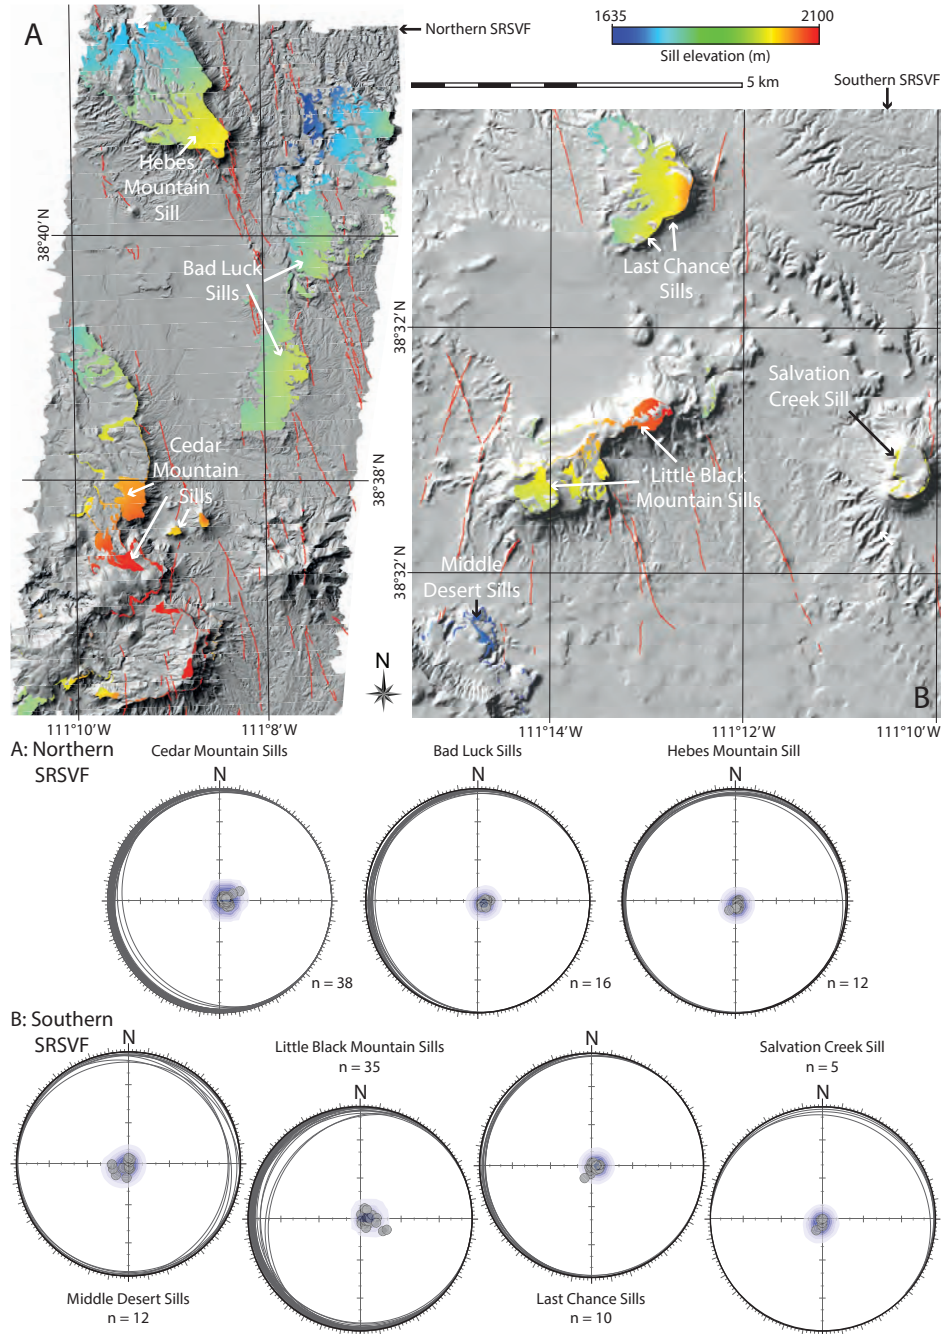 A
Northern SRSVF
1635
2100
Sill elevation (m)
5 km
Southern SRSVF
Hebes
Mountain
Sill
38°40′ N
Bad Luck
Sills
Last Chance
Sills
38°32′ N
Salvation
Creek Sill
Cedar
Mountain
Sills
38°38′ N
Little Black
Mountain Sills
Middle
Desert Sills
38°32′ N
N
B
111°10′W
111°8′W
111°14′W
111°12′W
111°10′W
A: Northern
SRSVF
Cedar Mountain Sills
N
n = 38
Bad Luck Sills
N
n = 16
Hebes Mountain Sill
N
n = 12
B: Southern
SRSVF
N
Middle Desert Sills
n = 12
Little Black Mountain Sills
n = 35
N
N
Last Chance Sills
n = 10
Salvation Creek Sill
n = 5
N